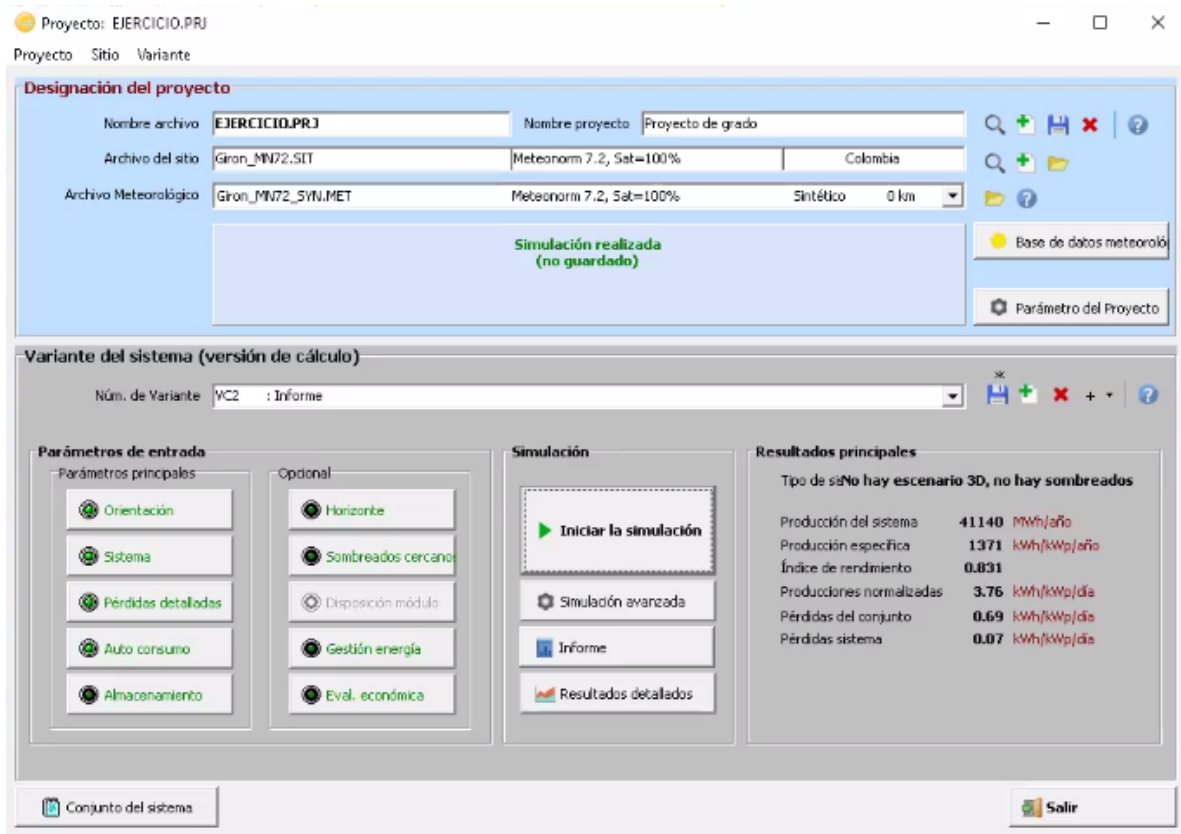 Proyecto: EJERCICIO.PRJ
Proyecto Sitio Variante
Designación del proyecto
Nombre archivo EJERCICIO.PRJ Nombre proyecto Proyecto de grado
Archivo del sitio Giron_MN72.SIT Meteonorm 7.2, Sat=100% Colombia
Archivo Meteorológico Giron_MN72_SYN.MET Meteonorm 7.2, Sat=100% Sintético 0 km
Simulación realizada
(no guardado)
Base de datos meteoroló
Parámetro del Proyecto
Variante del sistema (versión de cálculo)
Núm. de Variante VC2 : Informe
Parámetros de entrada
Parámetros principales
Orientación
Sistema
Pérdidas detalladas
Auto consumo
Almacenamiento
Opcional
Horizonte
Sombreados cercanos
Disposición módulo
Gestión energía
Eval. económica
Simulación
Iniciar la simulación
Simulación avanzada
Informe
Resultados detallados
Resultados principales
Tipo de sis No hay escenario 3D, no hay sombreados
Producción del sistema 41140 MWh/año
Producción específica 1371 kWh/kWp/año
Índice de rendimiento 0.831
Producciones normalizadas 3.76 kWh/kWp/día
Pérdidas del conjunto 0.69 kWh/kWp/día
Pérdidas sistema 0.07 kWh/kWp/día
Conjunto del sistema
Salir